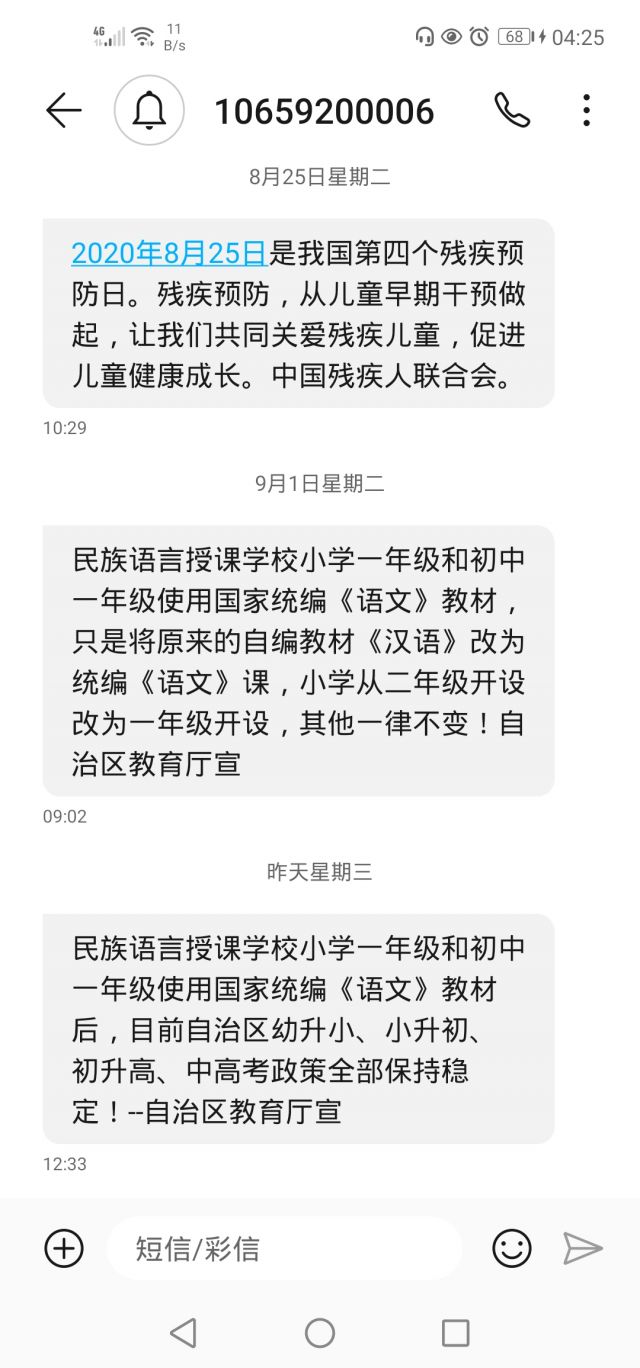 4G
11
B/s
68
04:25
10659200006
8月25日星期二
2020年8月25日是我国第四个残疾预
防日。残疾预防，从儿童早期干预做
起，让我们共同关爱残疾儿童，促进
儿童健康成长。中国残疾人联合会。
10:29
9月1日星期二
民族语言授课学校小学一年级和初中
一年级使用国家统编《语文》教材，
只是将原来的自编教材《汉语》改为
统编《语文》课，小学从二年级开设
改为一年级开设，其他一律不变！自
治区教育厅宣
09:02
昨天星期三
民族语言授课学校小学一年级和初中
一年级使用国家统编《语文》教材
后，目前自治区幼升小、小升初、
初升高、中高考政策全部保持稳
定！--自治区教育厅宣
12:33
短信/彩信